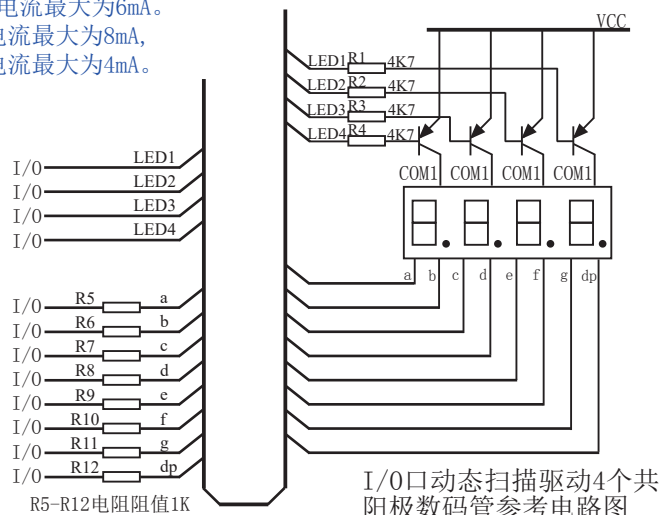 电流最大为6mA。
电流最大为8mA,
电流最大为4mA。
VCC
LED1 R1 4K7
LED2 R2 4K7
LED3 R3 4K7
LED4 R4 4K7
COM1 COM1 COM1 COM1
I/O LED1
I/O LED2
I/O LED3
I/O LED4
a b c d e f g dp
I/O R5 a
I/O R6 b
I/O R7 c
I/O R8 d
I/O R9 e
I/O R10 f
I/O R11 g
I/O R12 dp
R5-R12电阻阻值1K
I/O口动态扫描驱动4个共
阳极数码管参考电路图